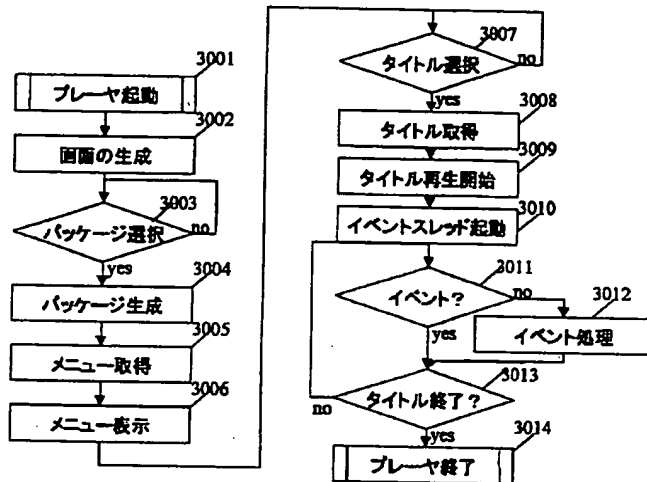 3001
プレーヤ起動
3002
画面の生成
3003
パッケージ選択
no
yes
3004
パッケージ生成
3005
メニュー取得
3006
メニュー表示
3007
タイトル選択
no
yes
3008
タイトル取得
3009
タイトル再生開始
3010
イベントスレッド起動
3011
イベント？
no
yes
3012
イベント処理
3013
タイトル終了？
no
yes
3014
プレーヤ終了